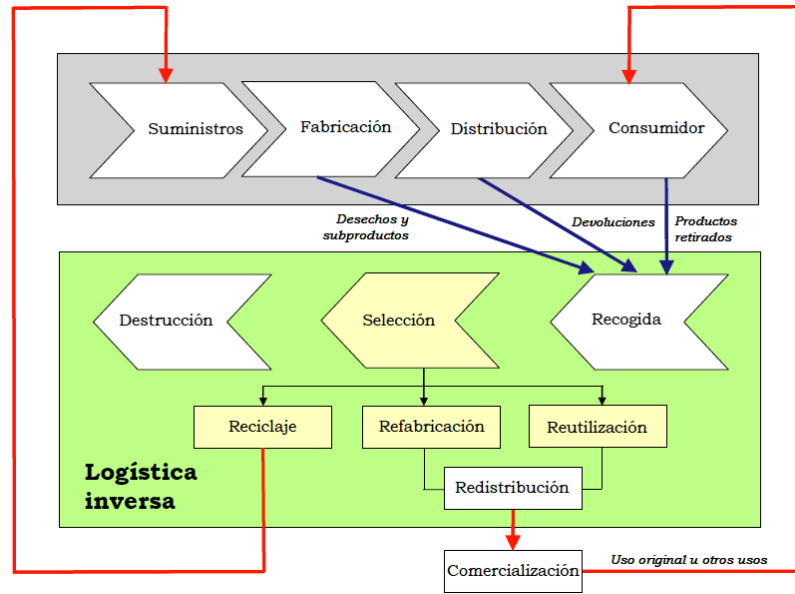 Suministros
Fabricación
Distribución
Consumidor
Desechos y
subproductos
Devoluciones
Productos
retirados
Destrucción
Selección
Recogida
Reciclaje
Refabricación
Reutilización
Logística
inversa
Redistribución
Comercialización
Uso original u otros usos